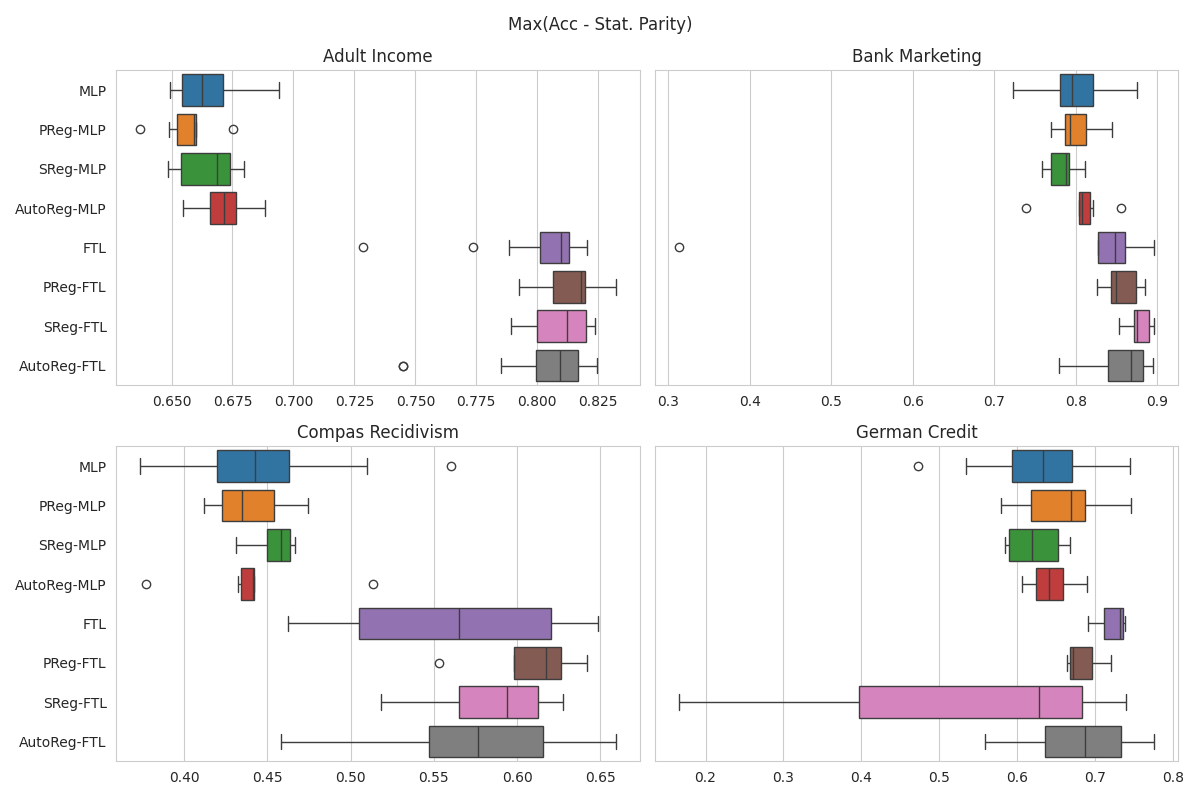 Max(Acc - Stat. Parity)
Adult Income
Bank Marketing
MLP
PReg-MLP
SReg-MLP
AutoReg-MLP
FTL
PReg-FTL
SReg-FTL
AutoReg-FTL
0.650 0.675 0.700 0.725 0.750 0.775 0.800 0.825
0.3 0.4 0.5 0.6 0.7 0.8 0.9
Compas Recidivism
German Credit
MLP
PReg-MLP
SReg-MLP
AutoReg-MLP
FTL
PReg-FTL
SReg-FTL
AutoReg-FTL
0.40 0.45 0.50 0.55 0.60 0.65
0.2 0.3 0.4 0.5 0.6 0.7 0.8